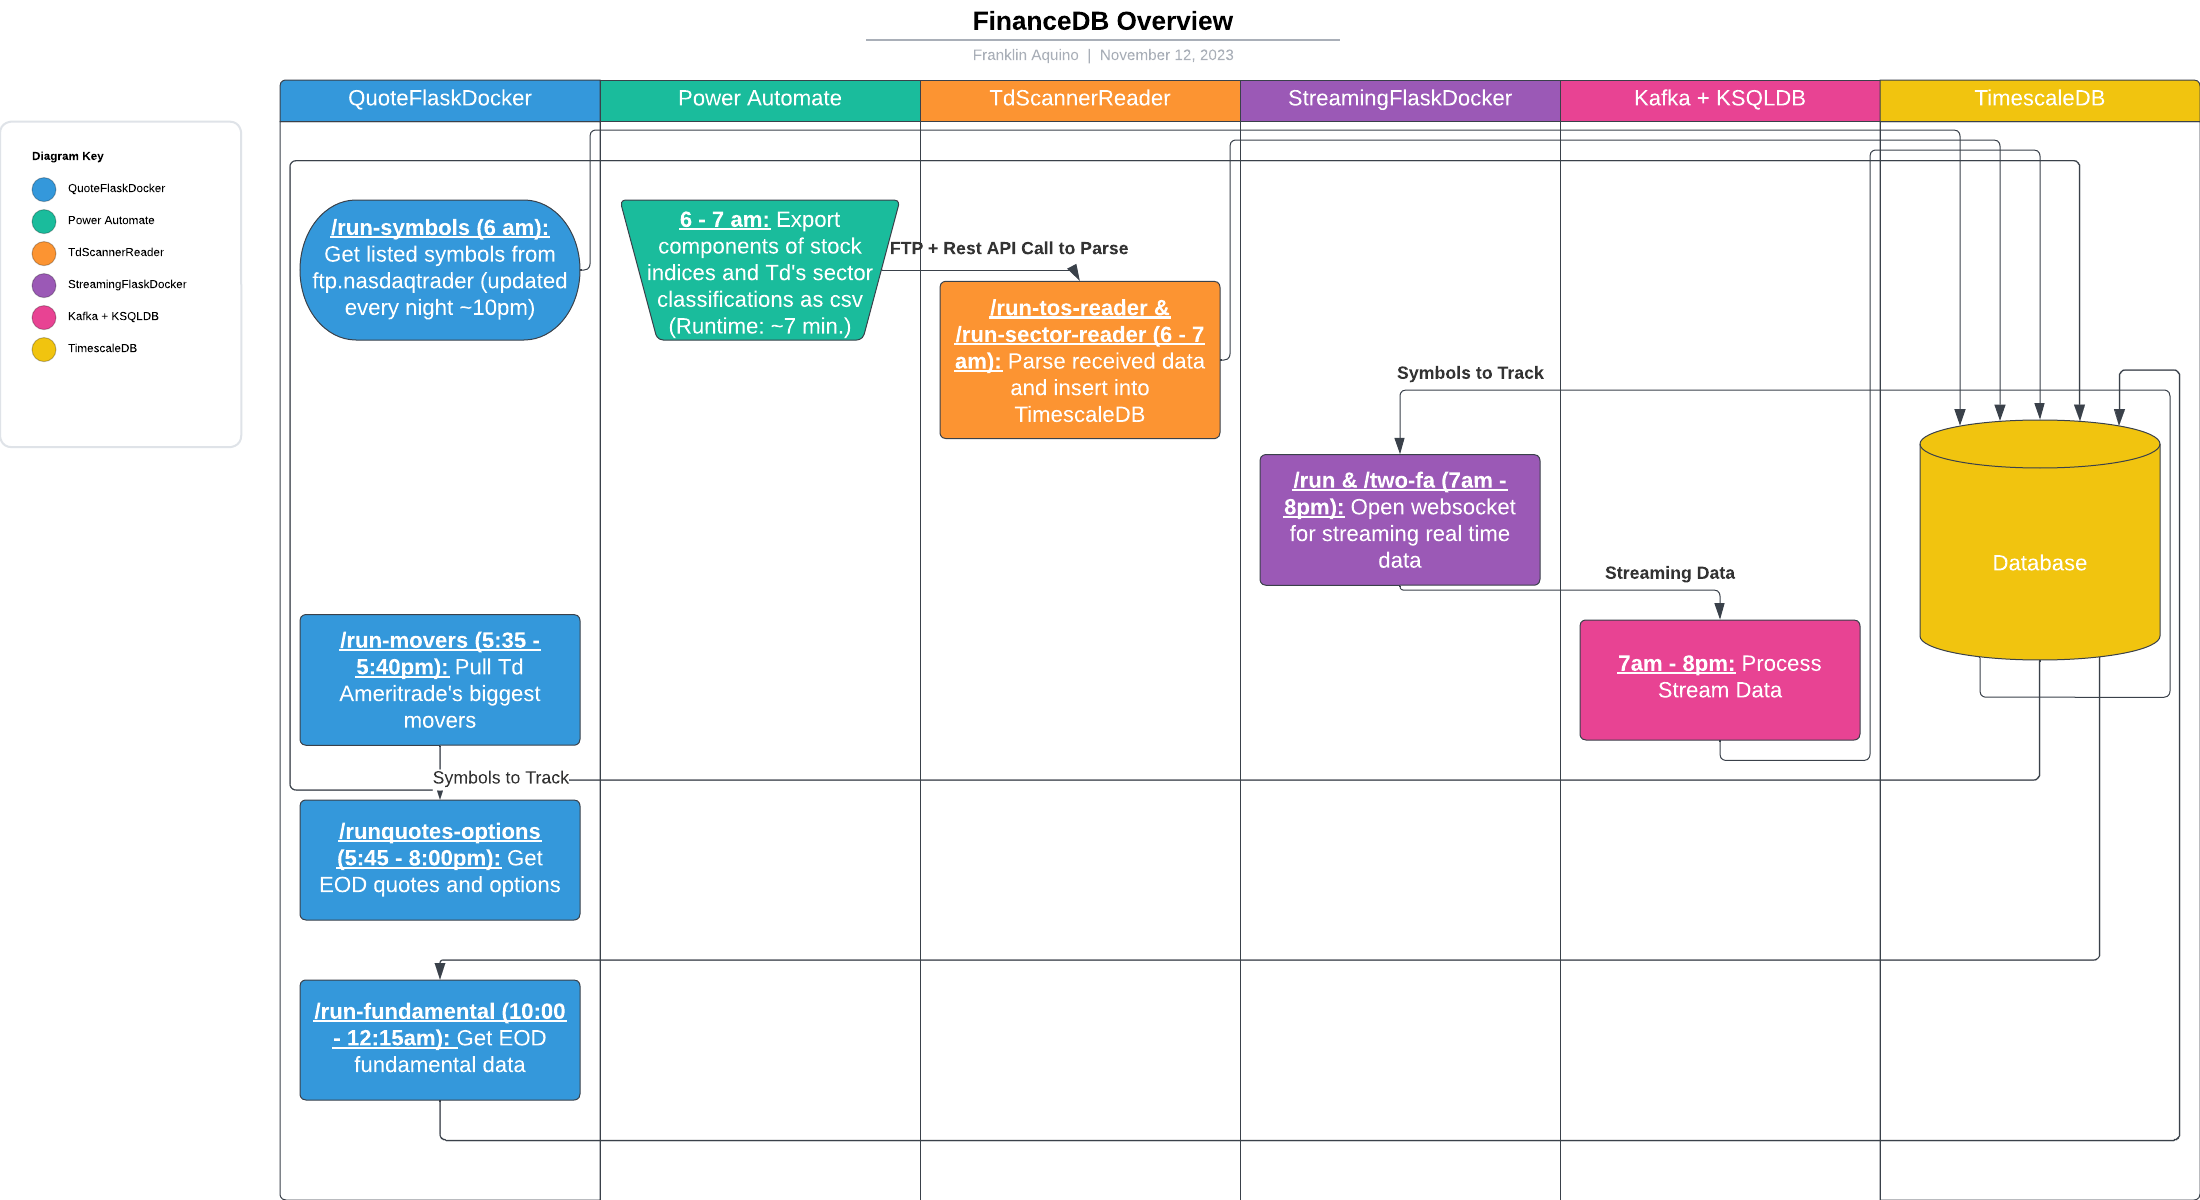 FinanceDB Overview
Franklin Aquino | November 12, 2023
QuoteFlaskDocker
Power Automate
TdScannerReader
StreamingFlaskDocker
Kafka + KSQLDB
TimescaleDB
Diagram Key
QuoteFlaskDocker
Power Automate
TdScannerReader
StreamingFlaskDocker
Kafka + KSQLDB
TimescaleDB
/run-symbols (6 am):
Get listed symbols from
ftp.nasdaqtrader (updated
every night ~10pm)
6 - 7 am: Export
components of stock
indices and Td's sector
classifications as csv
(Runtime: ~7 min.)
FTP + Rest API Call to Parse
/run-tos-reader &
/run-sector-reader (6 - 7
am): Parse received data
and insert into
TimescaleDB
Symbols to Track
/run & /two-fa (7am -
8pm): Open websocket
for streaming real time
data
Streaming Data
7am - 8pm: Process
Stream Data
Database
/run-movers (5:35 -
5:40pm): Pull Td
Ameritrade's biggest
movers
Symbols to Track
/runquotes-options
(5:45 - 8:00pm): Get
EOD quotes and options
/run-fundamental (10:00
- 12:15am): Get EOD
fundamental data